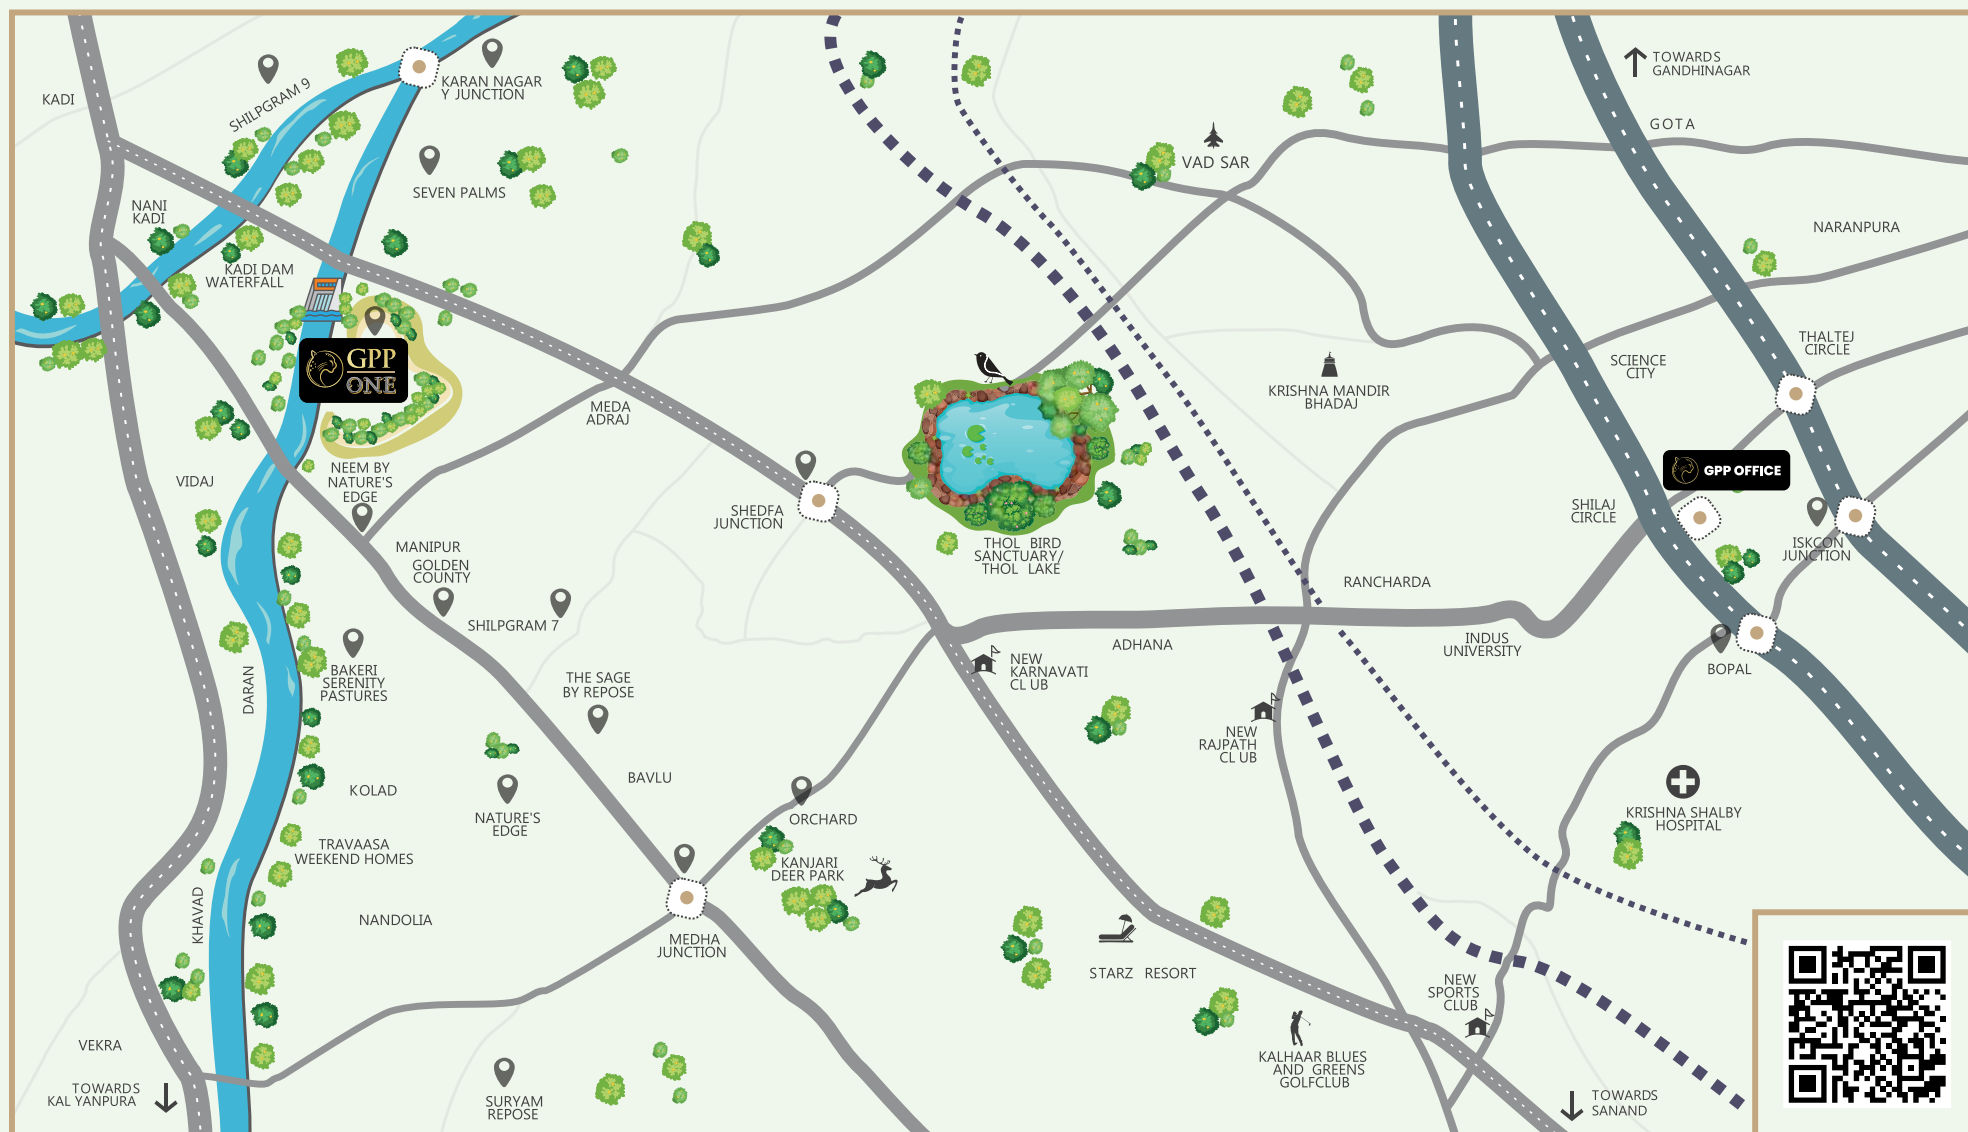 TOWARDS
GANDHINAGAR
GOTA
KARAN NAGAR
Y JUNCTION
SHILPGRAM 9
KADI
SEVEN PALMS
VAD SAR
NANI
KADI
NARANPURA
KADI DAM
WATERFALL
THALTEJ
CIRCLE
GPP
ONE
SCIENCE
CITY
KRISHNA MANDIR
BHADAJ
MEDA
ADRAJ
NEEM BY
NATURE'S
EDGE
VIDAJ
GPP OFFICE
SHEDFA
JUNCTION
SHILAJ
CIRCLE
THOL BIRD
SANCTUARY/
THOL LAKE
ISKCON
JUNCTION
MANIPUR
GOLDEN
COUNTY
RANCHARDA
SHILPGRAM 7
ADHANA
INDUS
UNIVERSITY
NEW
KARNAVATI
CL UB
BOPAL
BAKERI
SERENITY
PASTURES
DARAN
THE SAGE
BY REPOSE
NEW
RAJPATH
CL UB
BAVLU
KOLAD
NATURE'S
EDGE
ORCHARD
KRISHNA SHALBY
HOSPITAL
TRAVAASA
WEEKEND HOMES
KANJARI
DEER PARK
KHAVAD
NANDOLIA
MEDHA
JUNCTION
STARZ RESORT
NEW
SPORTS
CLUB
VEKRA
KALHAAR BLUES
AND GREENS
GOLFCLUB
TOWARDS
KAL YANPURA
SURYAM
REPOSE
TOWARDS
SANAND